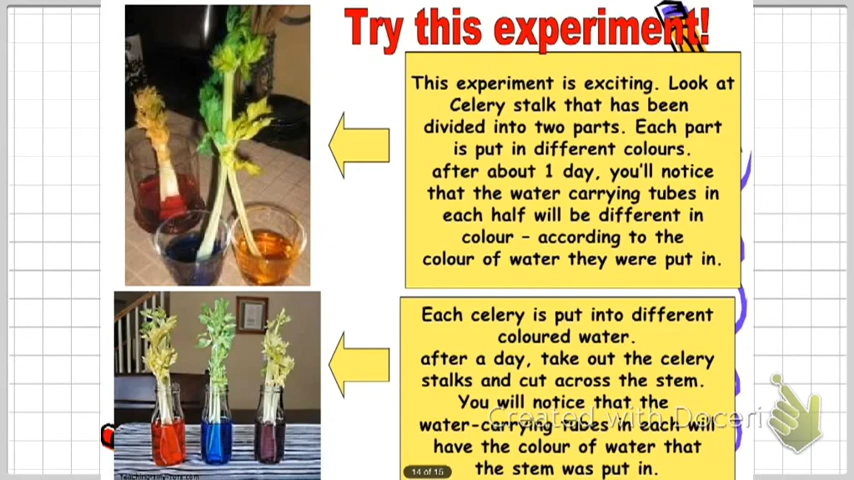 Try this experiment!
This experiment is exciting. Look at
Celery stalk that has been
divided into two parts. Each part
is put in different colours.
after about 1 day, you'll notice
that the water carrying tubes in
each half will be different in
colour – according to the
colour of water they were put in.
Each celery is put into different
coloured water.
after a day, take out the celery
stalks and cut across the stem.
You will notice that the
water-carrying tubes in each will
have the colour of water that
the stem was put in.
Created with Doceri
14 of 15